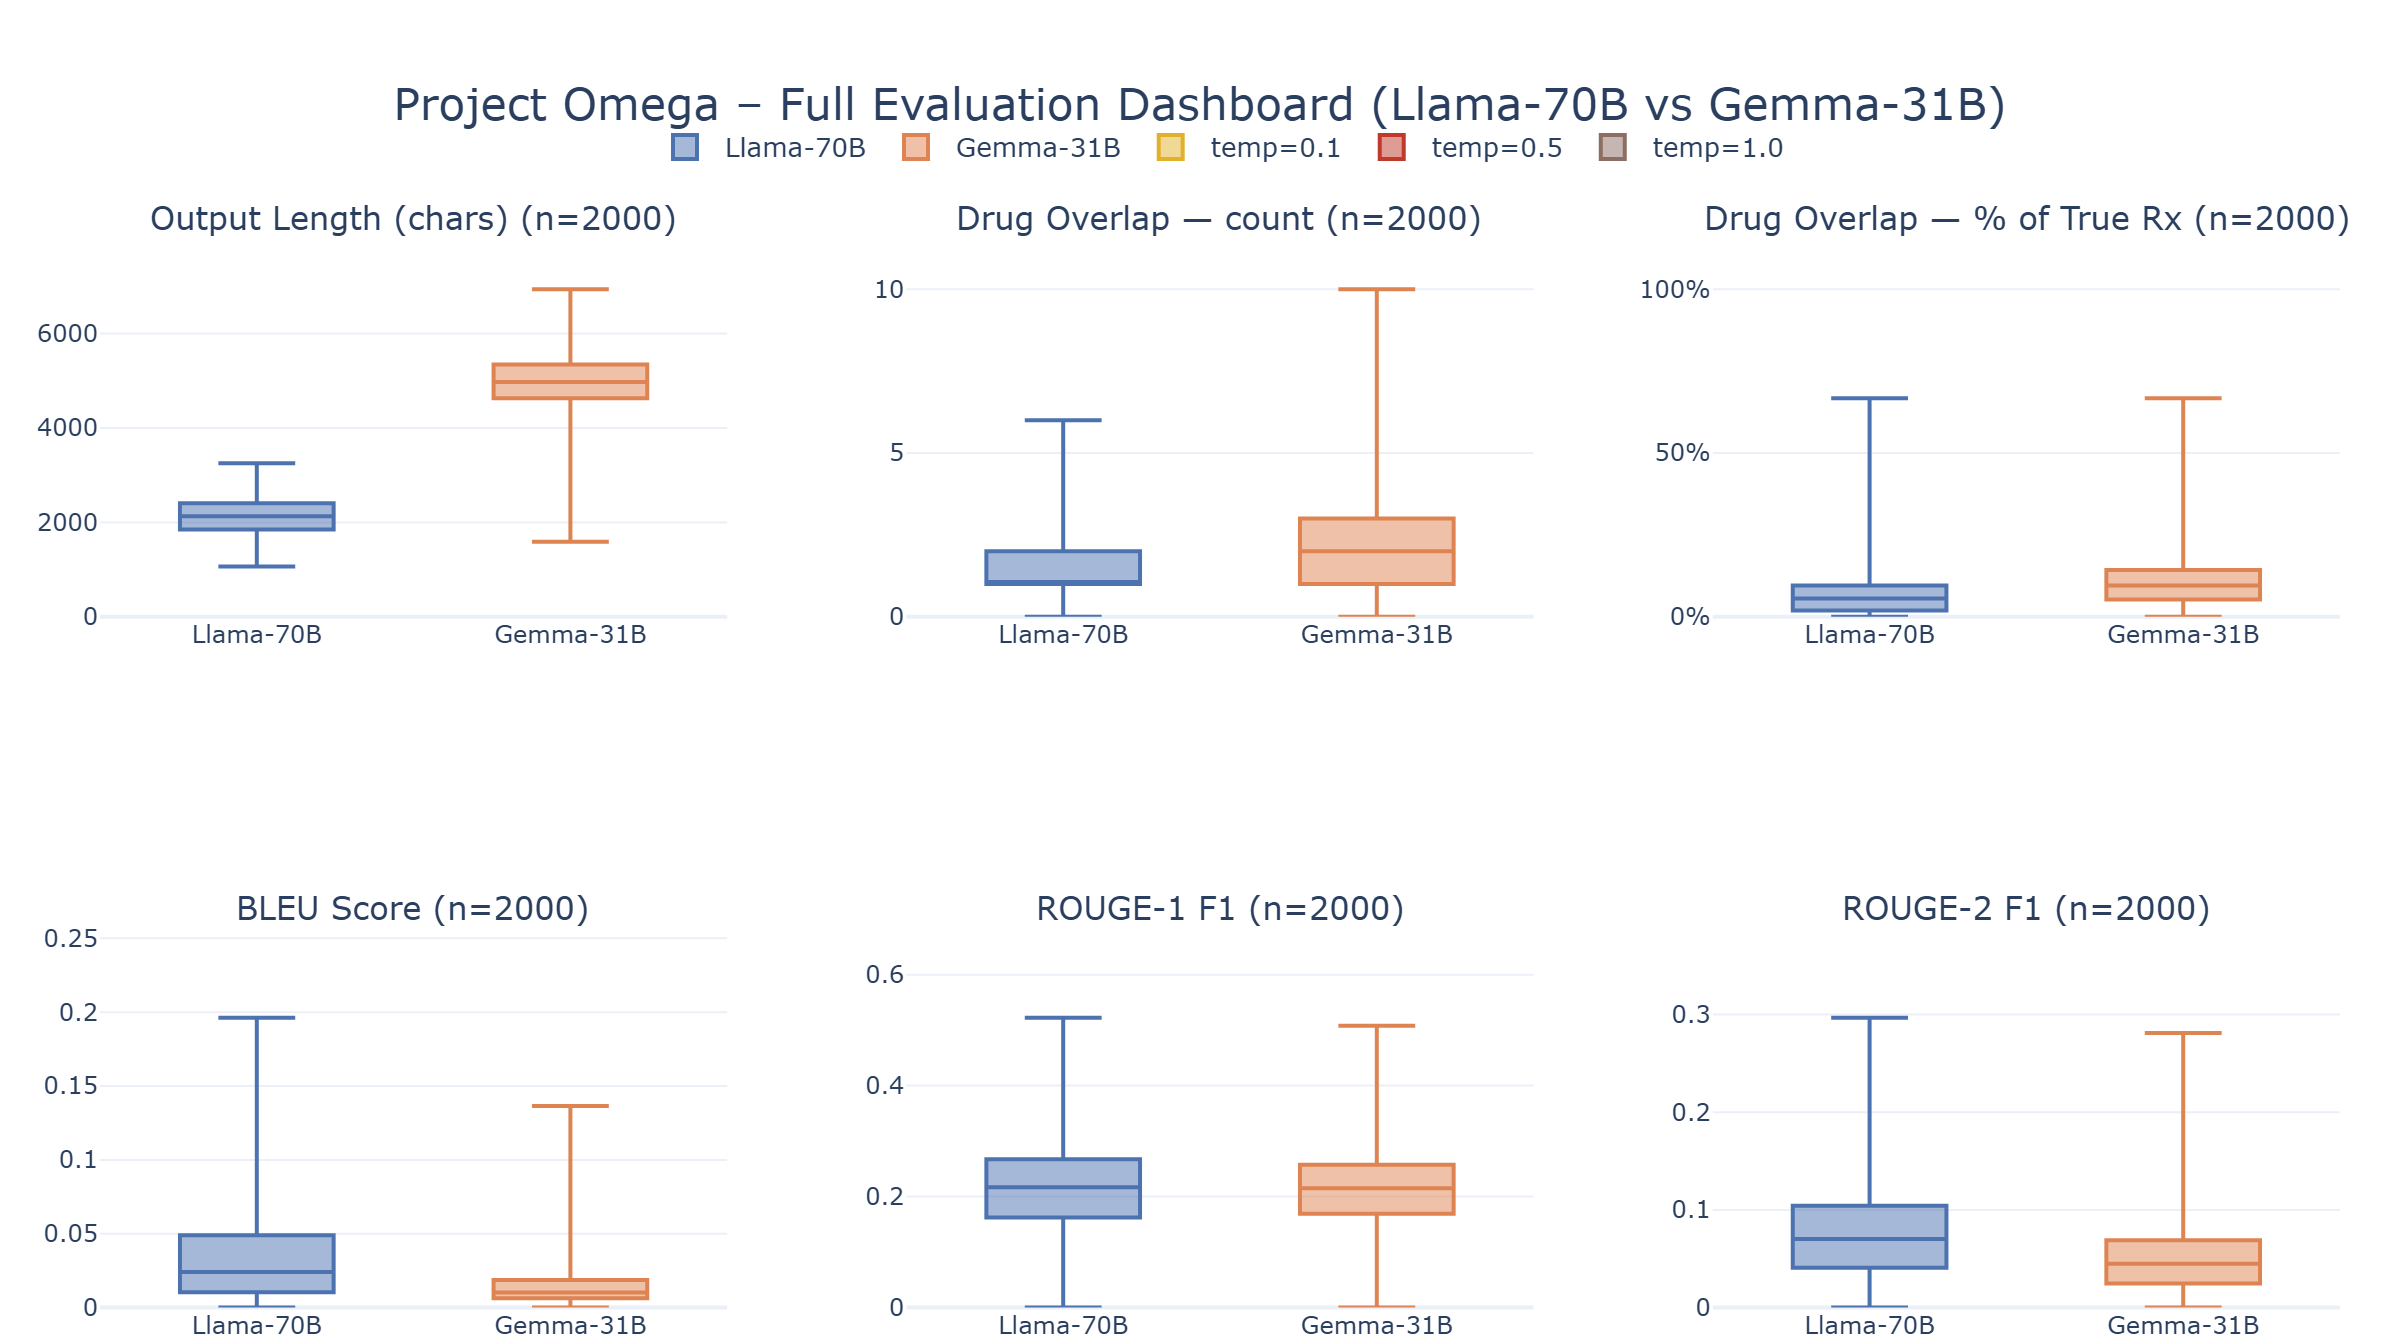 Project Omega – Full Evaluation Dashboard (Llama-70B vs Gemma-31B)
Llama-70B Gemma-31B temp=0.1 temp=0.5 temp=1.0
Output Length (chars) (n=2000)
6000
4000
2000
0
Llama-70B Gemma-31B
Drug Overlap — count (n=2000)
10
5
0
Llama-70B Gemma-31B
Drug Overlap — % of True Rx (n=2000)
100%
50%
0%
Llama-70B Gemma-31B
BLEU Score (n=2000)
0.25
0.2
0.15
0.1
0.05
0
Llama-70B Gemma-31B
ROUGE-1 F1 (n=2000)
0.6
0.4
0.2
0
Llama-70B Gemma-31B
ROUGE-2 F1 (n=2000)
0.3
0.2
0.1
0
Llama-70B Gemma-31B